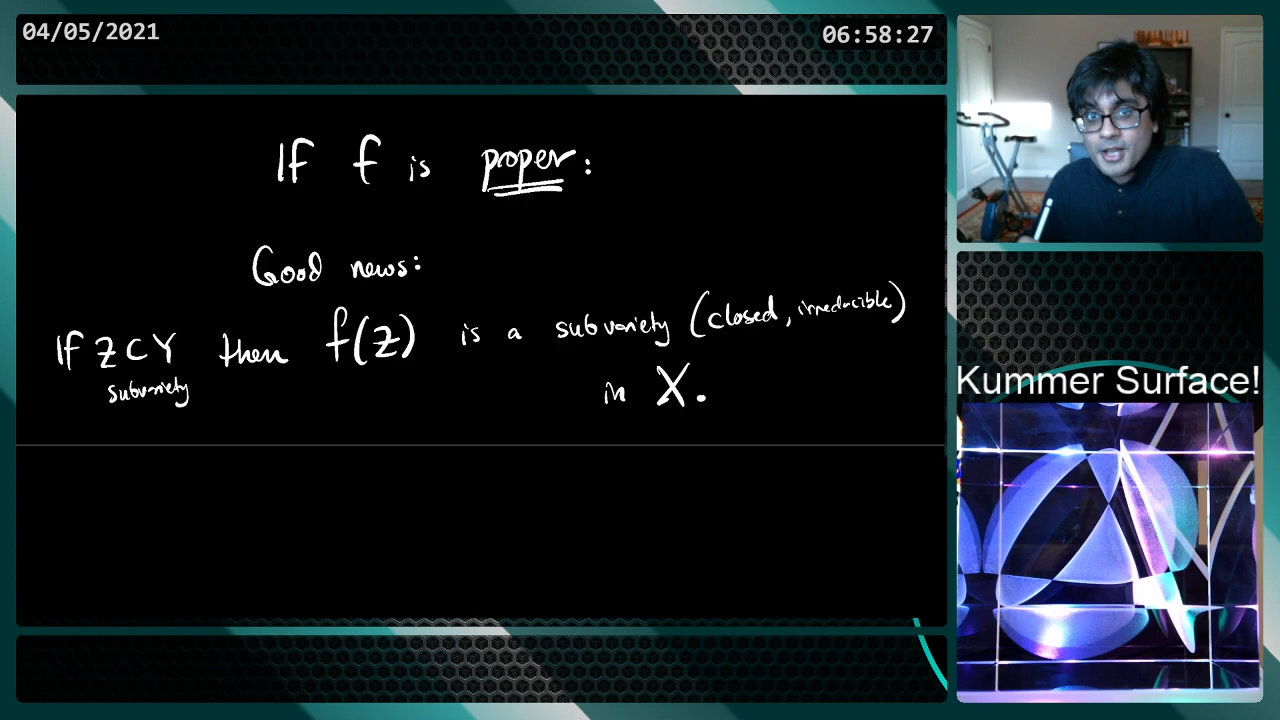 04/05/2021
06:58:27
If f is proper:
Good news:
If Z ⊂ Y then f(Z) is a subvariety (closed, irreducible)
subvariety
in X.
Kummer Surface!